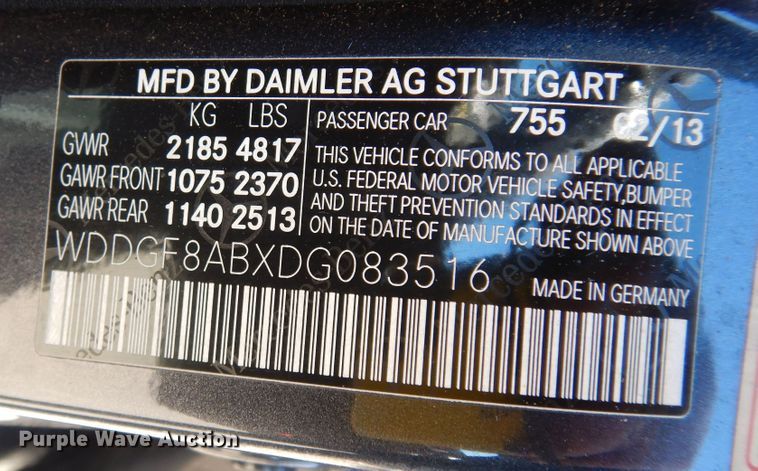 MFD BY DAIMLER AG STUTTGART
KG LBS
GVWR 2185 4817
GAWR FRONT 1075 2370
GAWR REAR 1140 2513
PASSENGER CAR 755 02/13
THIS VEHICLE CONFORMS TO ALL APPLICABLE
U.S. FEDERAL MOTOR VEHICLE SAFETY,BUMPER
AND THEFT PREVENTION STANDARDS IN EFFECT
ON THE DATE OF MANUFACTURE SHOWN ABOVE
WDDGF8ABXDG083516
MADE IN GERMANY
Purple Wave Auction